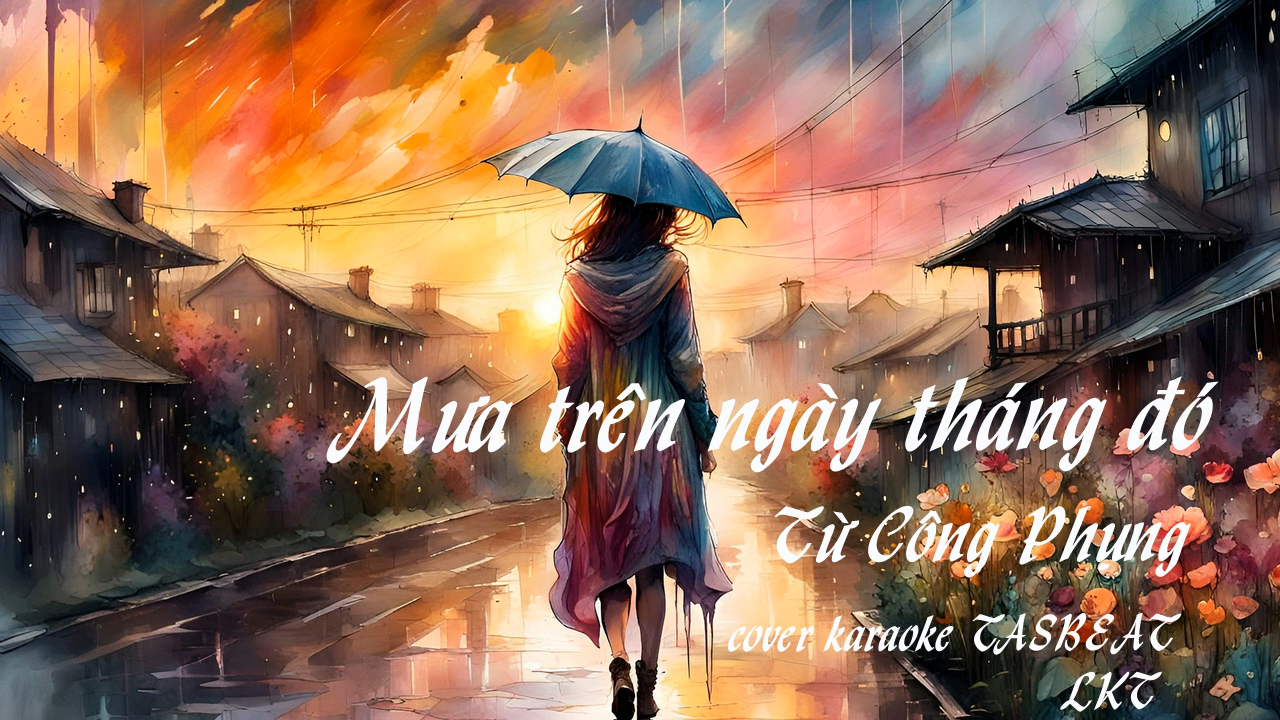 Mưa trên ngày tháng đó
Từ Công Phụng
cover karaoke TASBEAT
LKT